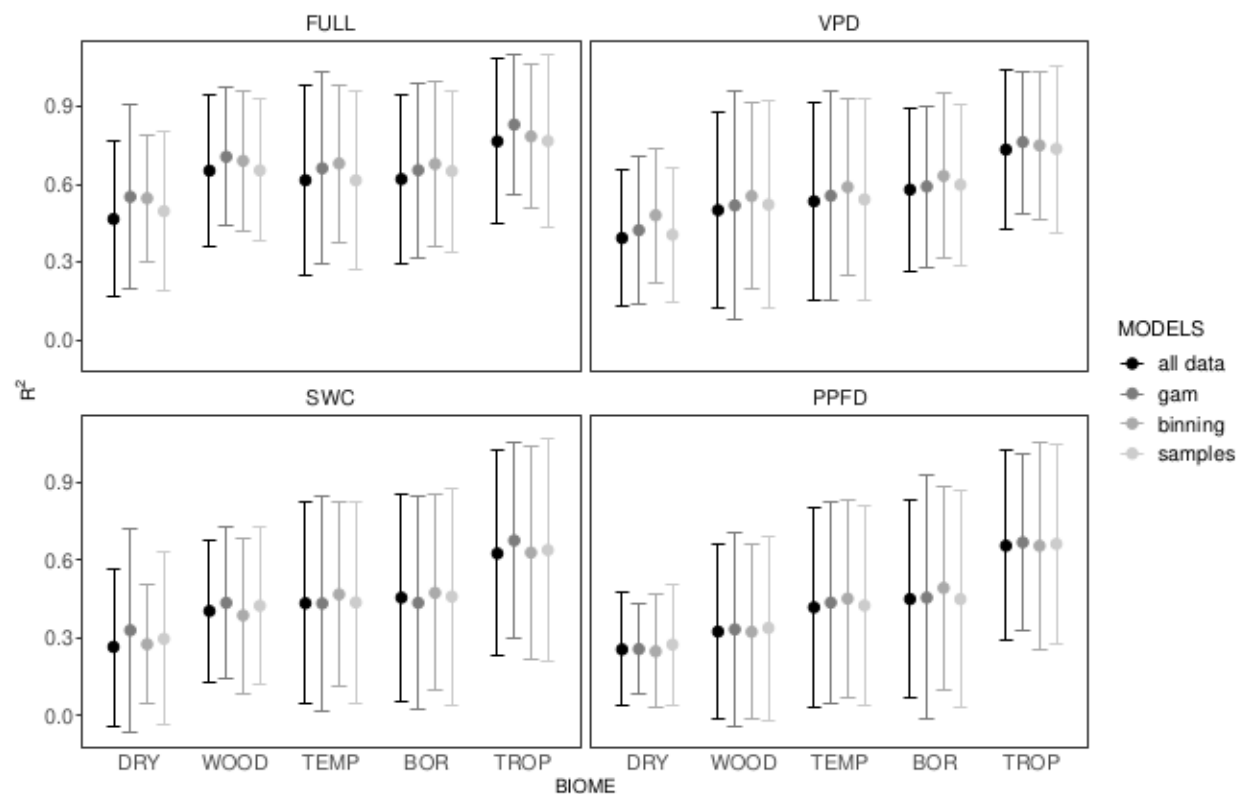 FULL
VPD
0.9
0.6
0.3
0.0
R²
SWC
PPFD
0.9
0.6
0.3
0.0
DRY WOOD TEMP BOR TROP
DRY WOOD TEMP BOR TROP
BIOME
MODELS
all data
gam
binning
samples